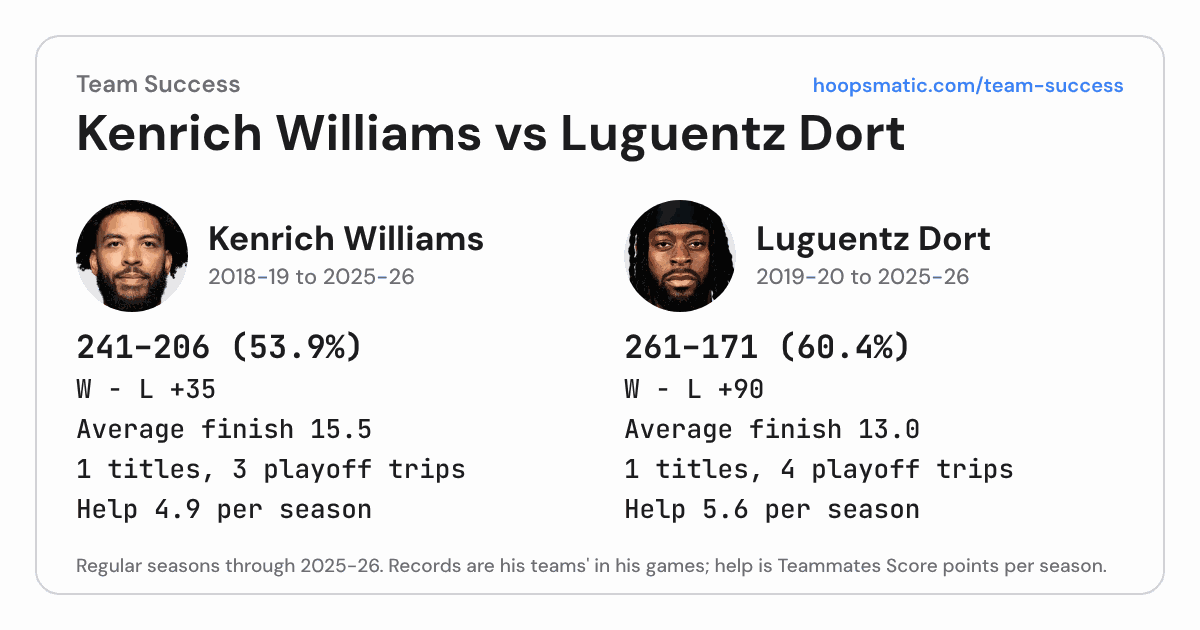 Team Success
hoopsmatic.com/team-success
Kenrich Williams vs Luguentz Dort
Kenrich Williams
2018-19 to 2025-26
241-206 (53.9%)
W - L +35
Average finish 15.5
1 titles, 3 playoff trips
Help 4.9 per season
Luguentz Dort
2019-20 to 2025-26
261-171 (60.4%)
W - L +90
Average finish 13.0
1 titles, 4 playoff trips
Help 5.6 per season
Regular seasons through 2025-26. Records are his teams' in his games; help is Teammates Score points per season.